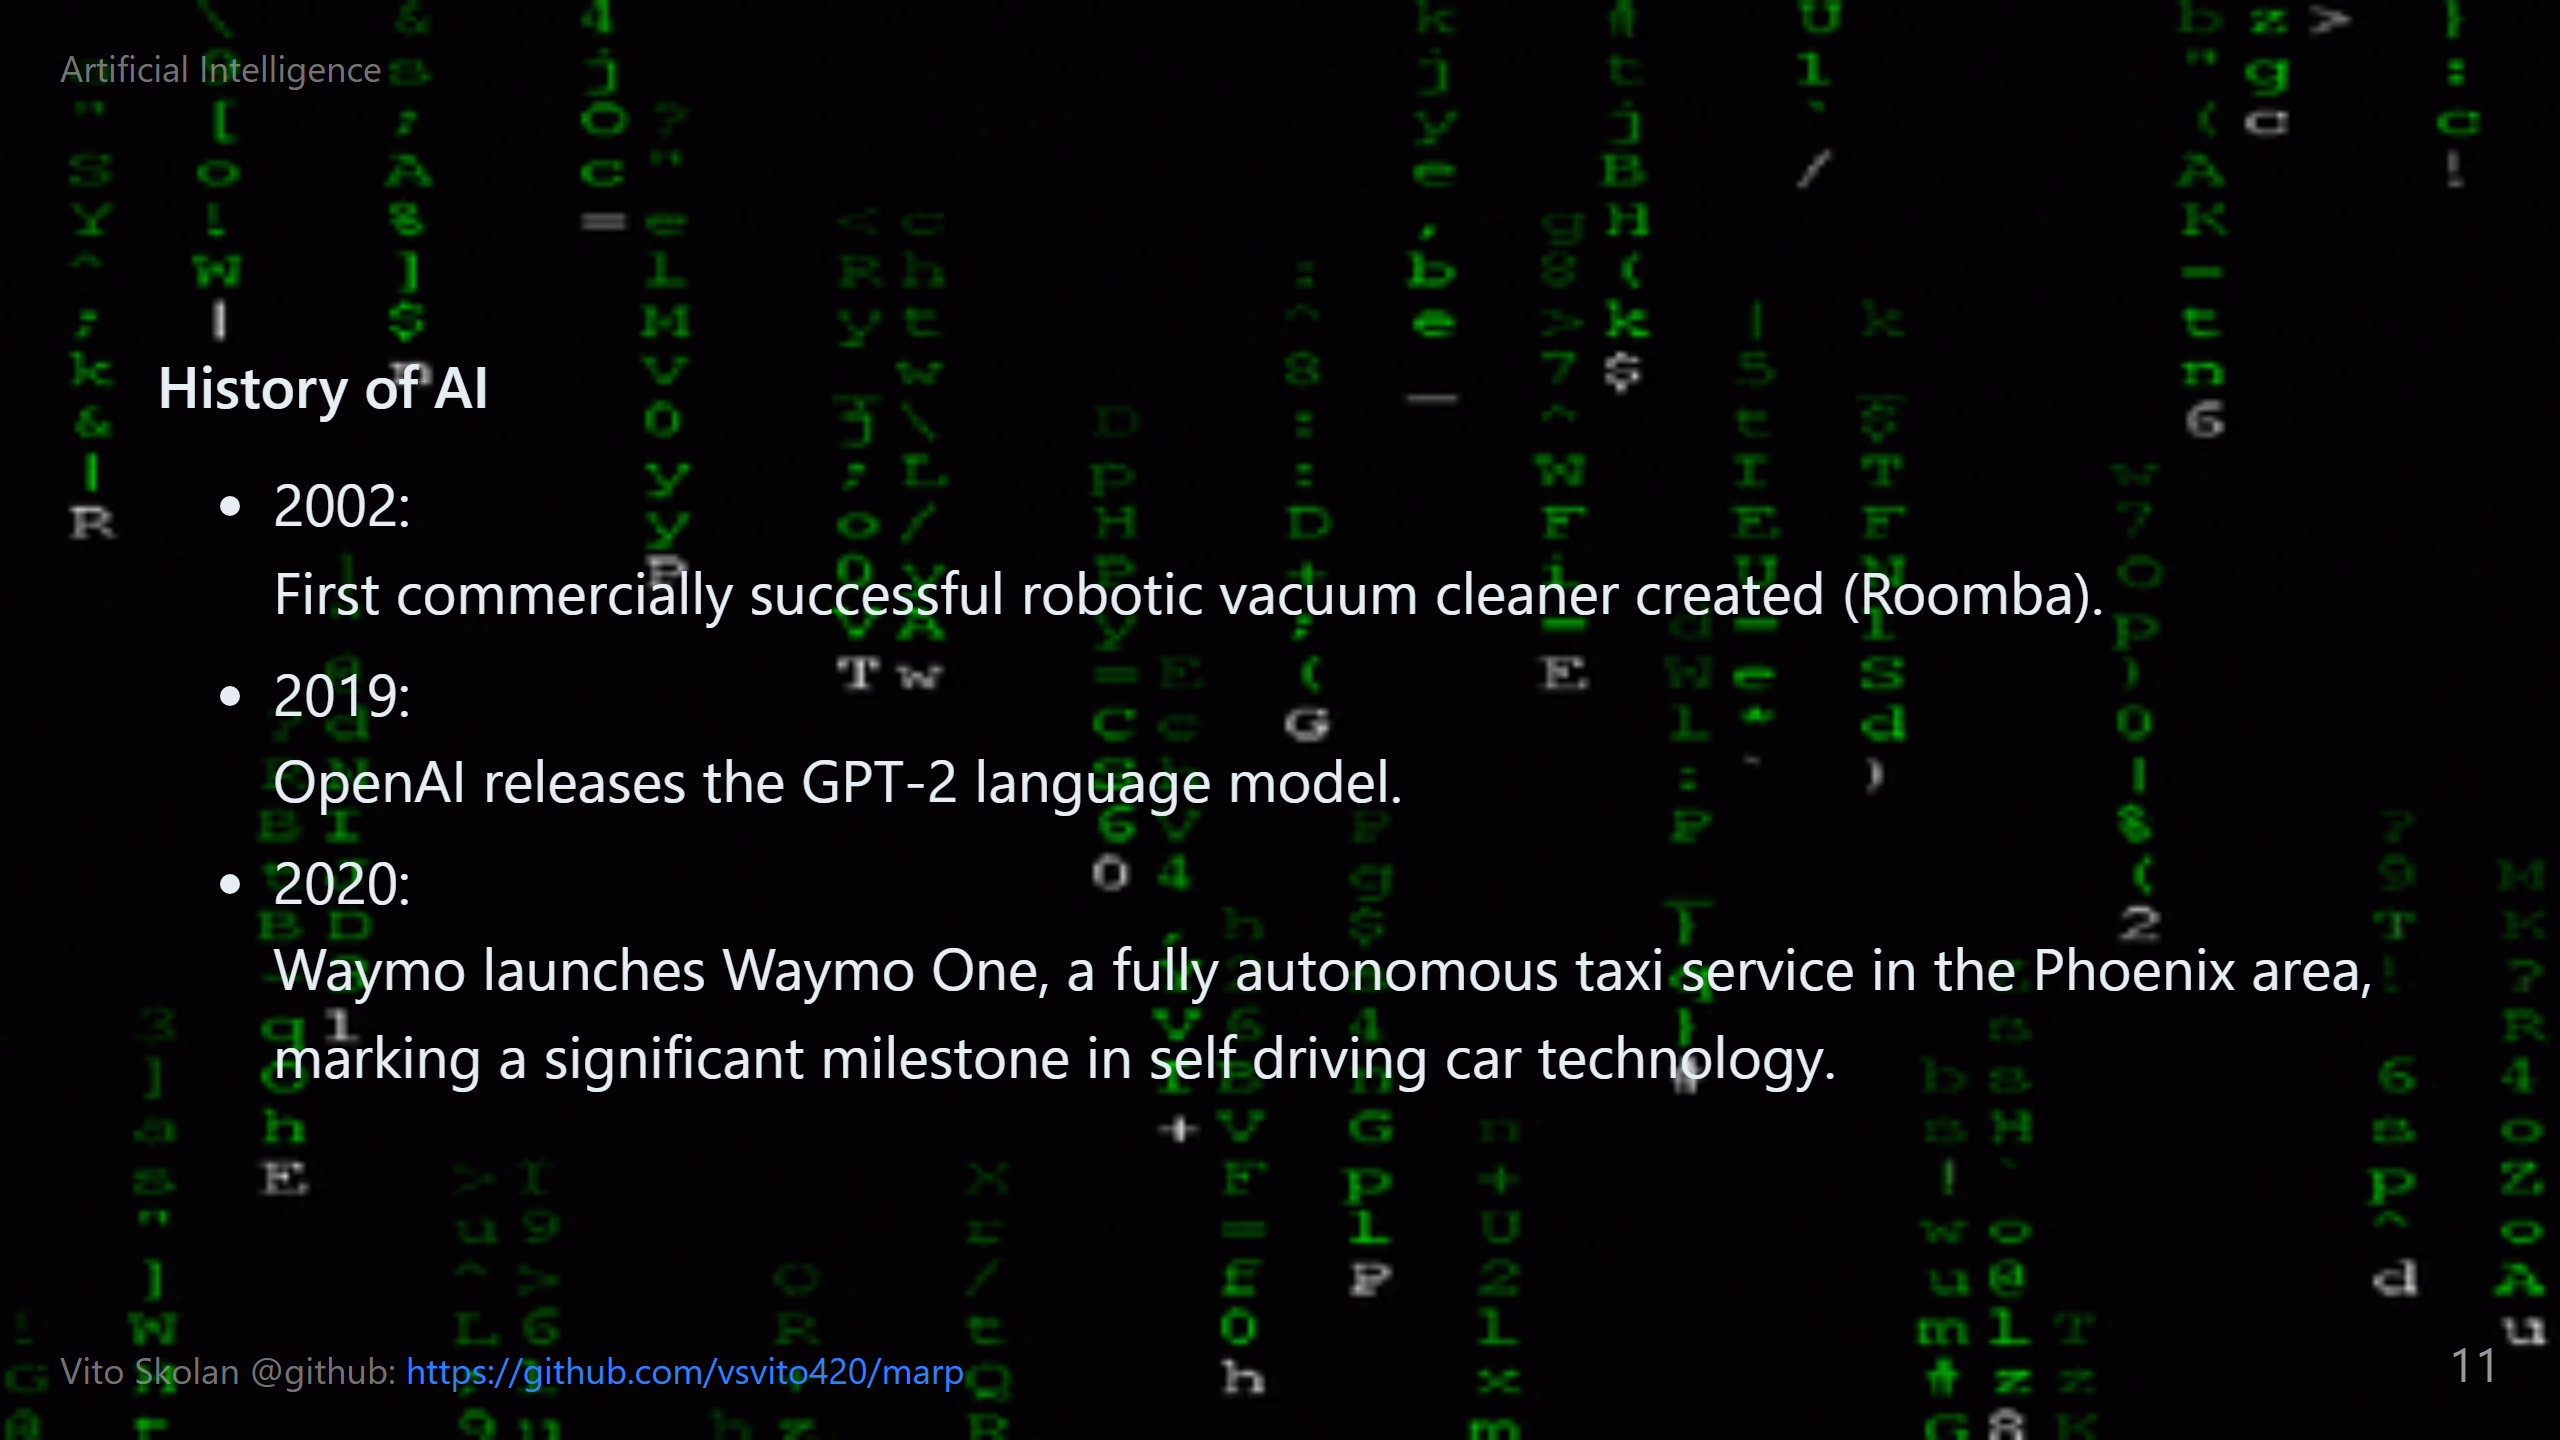 Artificial Intelligence
History of AI
• 2002:
First commercially successful robotic vacuum cleaner created (Roomba).
• 2019:
OpenAI releases the GPT-2 language model.
• 2020:
Waymo launches Waymo One, a fully autonomous taxi service in the Phoenix area,
marking a significant milestone in self driving car technology.
Vito Skolan @github: https://github.com/vsvito420/marp
11